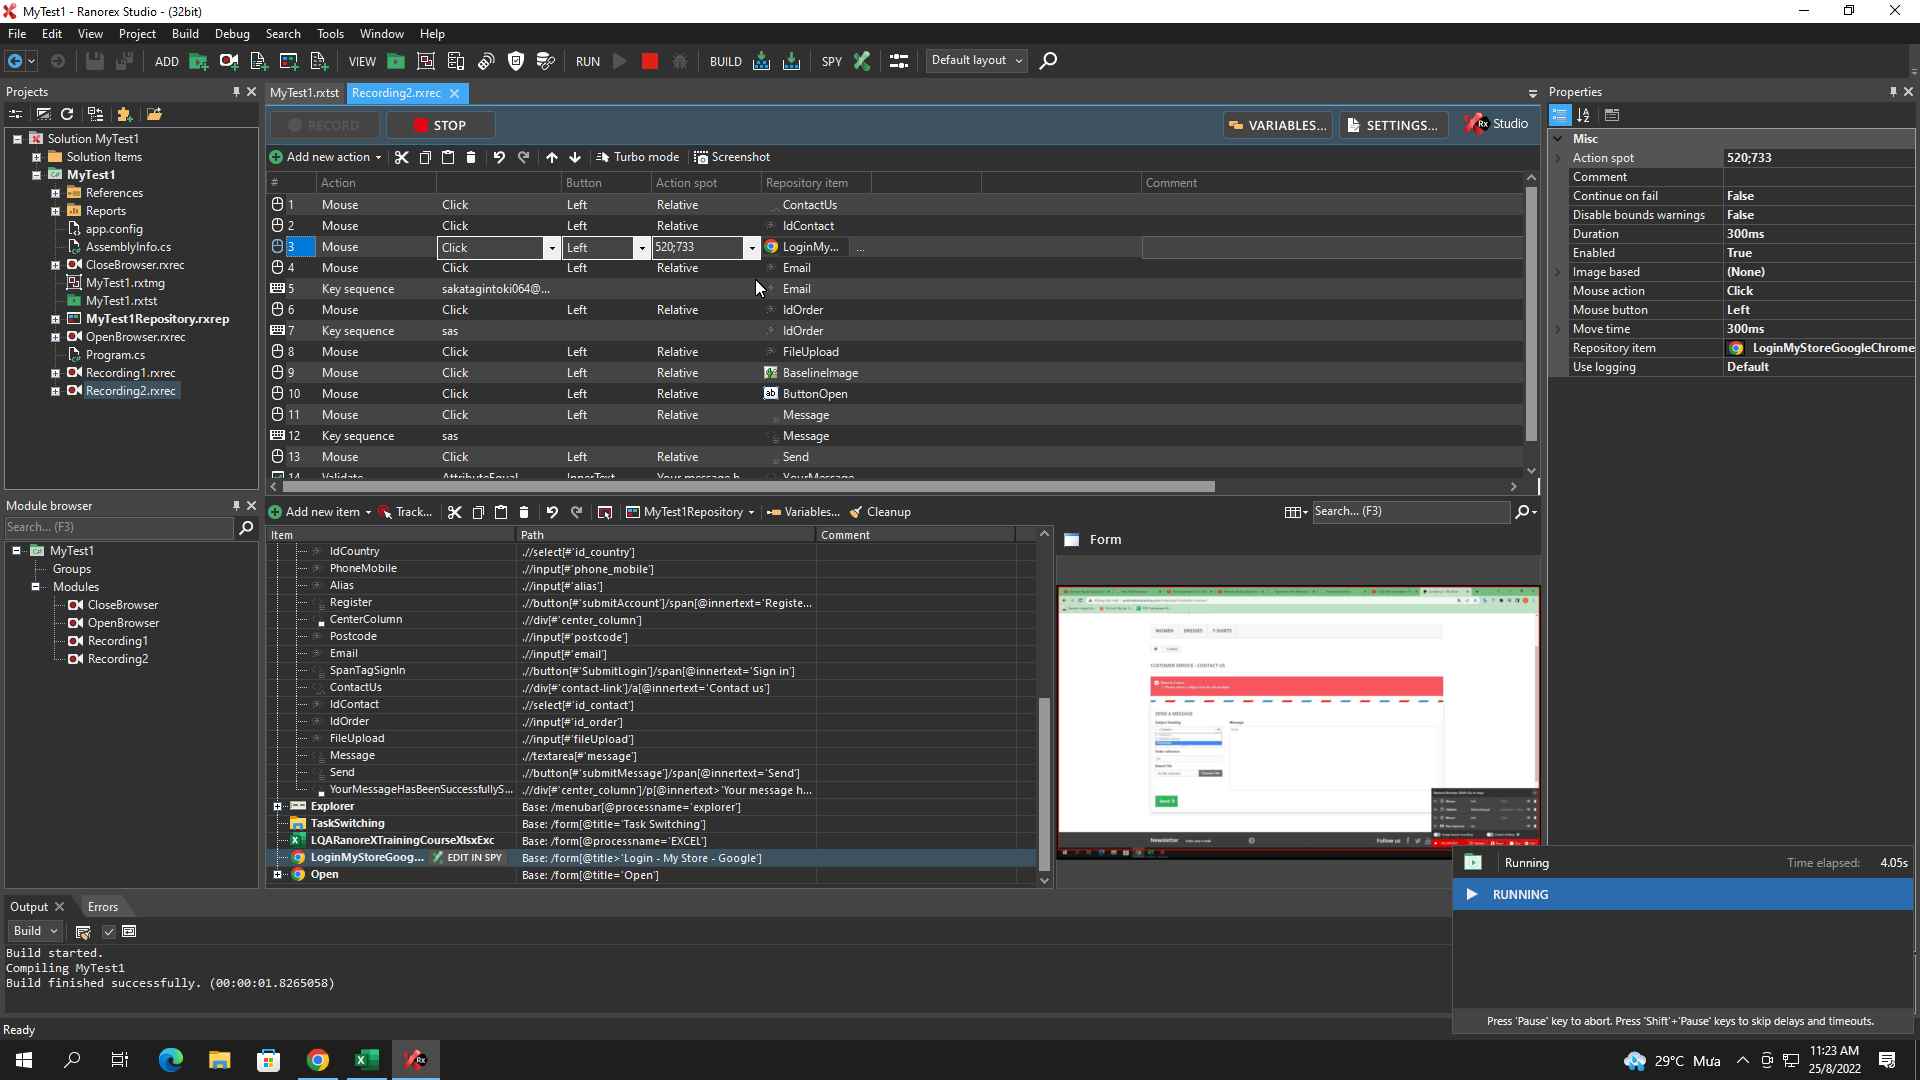 MyTest1 - Ranorex Studio - (32bit)
File Edit View Project Build Debug Search Tools Window Help
ADD VIEW RUN BUILD SPY Default layout
Projects
Solution MyTest1
Solution Items
MyTest1
References
Reports
app.config
AssemblyInfo.cs
CloseBrowser.rxrec
MyTest1.rxtmg
MyTest1.rxtst
MyTest1Repository.rxrep
OpenBrowser.rxrec
Program.cs
Recording1.rxrec
Recording2.rxrec
Module browser
Search... (F3)
MyTest1
Groups
Modules
CloseBrowser
OpenBrowser
Recording1
Recording2
MyTest1.rxtst Recording2.rxrec
RECORD STOP VARIABLES... SETTINGS... Rx Studio
Add new action Turbo mode Screenshot
# Action Button Action spot Repository item Comment
1 Mouse Click Left Relative ContactUs
2 Mouse Click Left Relative IdContact
3 Mouse Click Left 520;733 LoginMy... ...
4 Mouse Click Left Relative Email
5 Key sequence sakatagintoki064@... Email
6 Mouse Click Left Relative IdOrder
7 Key sequence sas IdOrder
8 Mouse Click Left Relative FileUpload
9 Mouse Click Left Relative BaselineImage
10 Mouse Click Left Relative ab ButtonOpen
11 Mouse Click Left Relative Message
12 Key sequence sas Message
13 Mouse Click Left Relative Send
14 Validate AttributeEqual InnerText Your message h... YourMessage
Add new item Track... MyTest1Repository Variables... Cleanup Search... (F3)
Item Path Comment
IdCountry .//select[#'id_country']
PhoneMobile .//input[#'phone_mobile']
Alias .//input[#'alias']
Register .//button[#'submitAccount']/span[@innertext='Registe...
CenterColumn .//div[#'center_column']
Postcode .//input[#'postcode']
Email .//input[#'email']
SpanTagSignIn .//button[#'SubmitLogin']/span[@innertext='Sign in']
ContactUs .//div[#'contact-link']/a[@innertext='Contact us']
IdContact .//select[#'id_contact']
IdOrder .//input[#'id_order']
FileUpload .//input[#'fileUpload']
Message .//textarea[#'message']
Send .//button[#'submitMessage']/span[@innertext='Send']
YourMessageHasBeenSuccessfullyS... .//div[#'center_column']/p[@innertext>'Your message h...
Explorer Base: /menubar[@processname='explorer']
TaskSwitching Base: /form[@title='Task Switching']
LQARanoreXTrainingCourseXlsxExc Base: /form[@processname='EXCEL']
LoginMyStoreGoog... EDIT IN SPY Base: /form[@title>'Login - My Store - Google']
Open Base: /form[@title='Open']
Form
WOMEN DRESSES T-SHIRTS
CUSTOMER SERVICE - CONTACT US
SEND A MESSAGE
Subject Heading Message
Newsletter Follow us
Properties
Misc
Action spot 520;733
Comment
Continue on fail False
Disable bounds warnings False
Duration 300ms
Enabled True
Image based (None)
Mouse action Click
Mouse button Left
Move time 300ms
Repository item LoginMyStoreGoogleChrome
Use logging Default
Running Time elapsed: 4.05s
RUNNING
Press 'Pause' key to abort. Press 'Shift'+'Pause' keys to skip delays and timeouts.
Output Errors
Build
Build started.
Compiling MyTest1
Build finished successfully. (00:00:01.8265058)
Ready
29°C Mưa 11:23 AM
25/8/2022